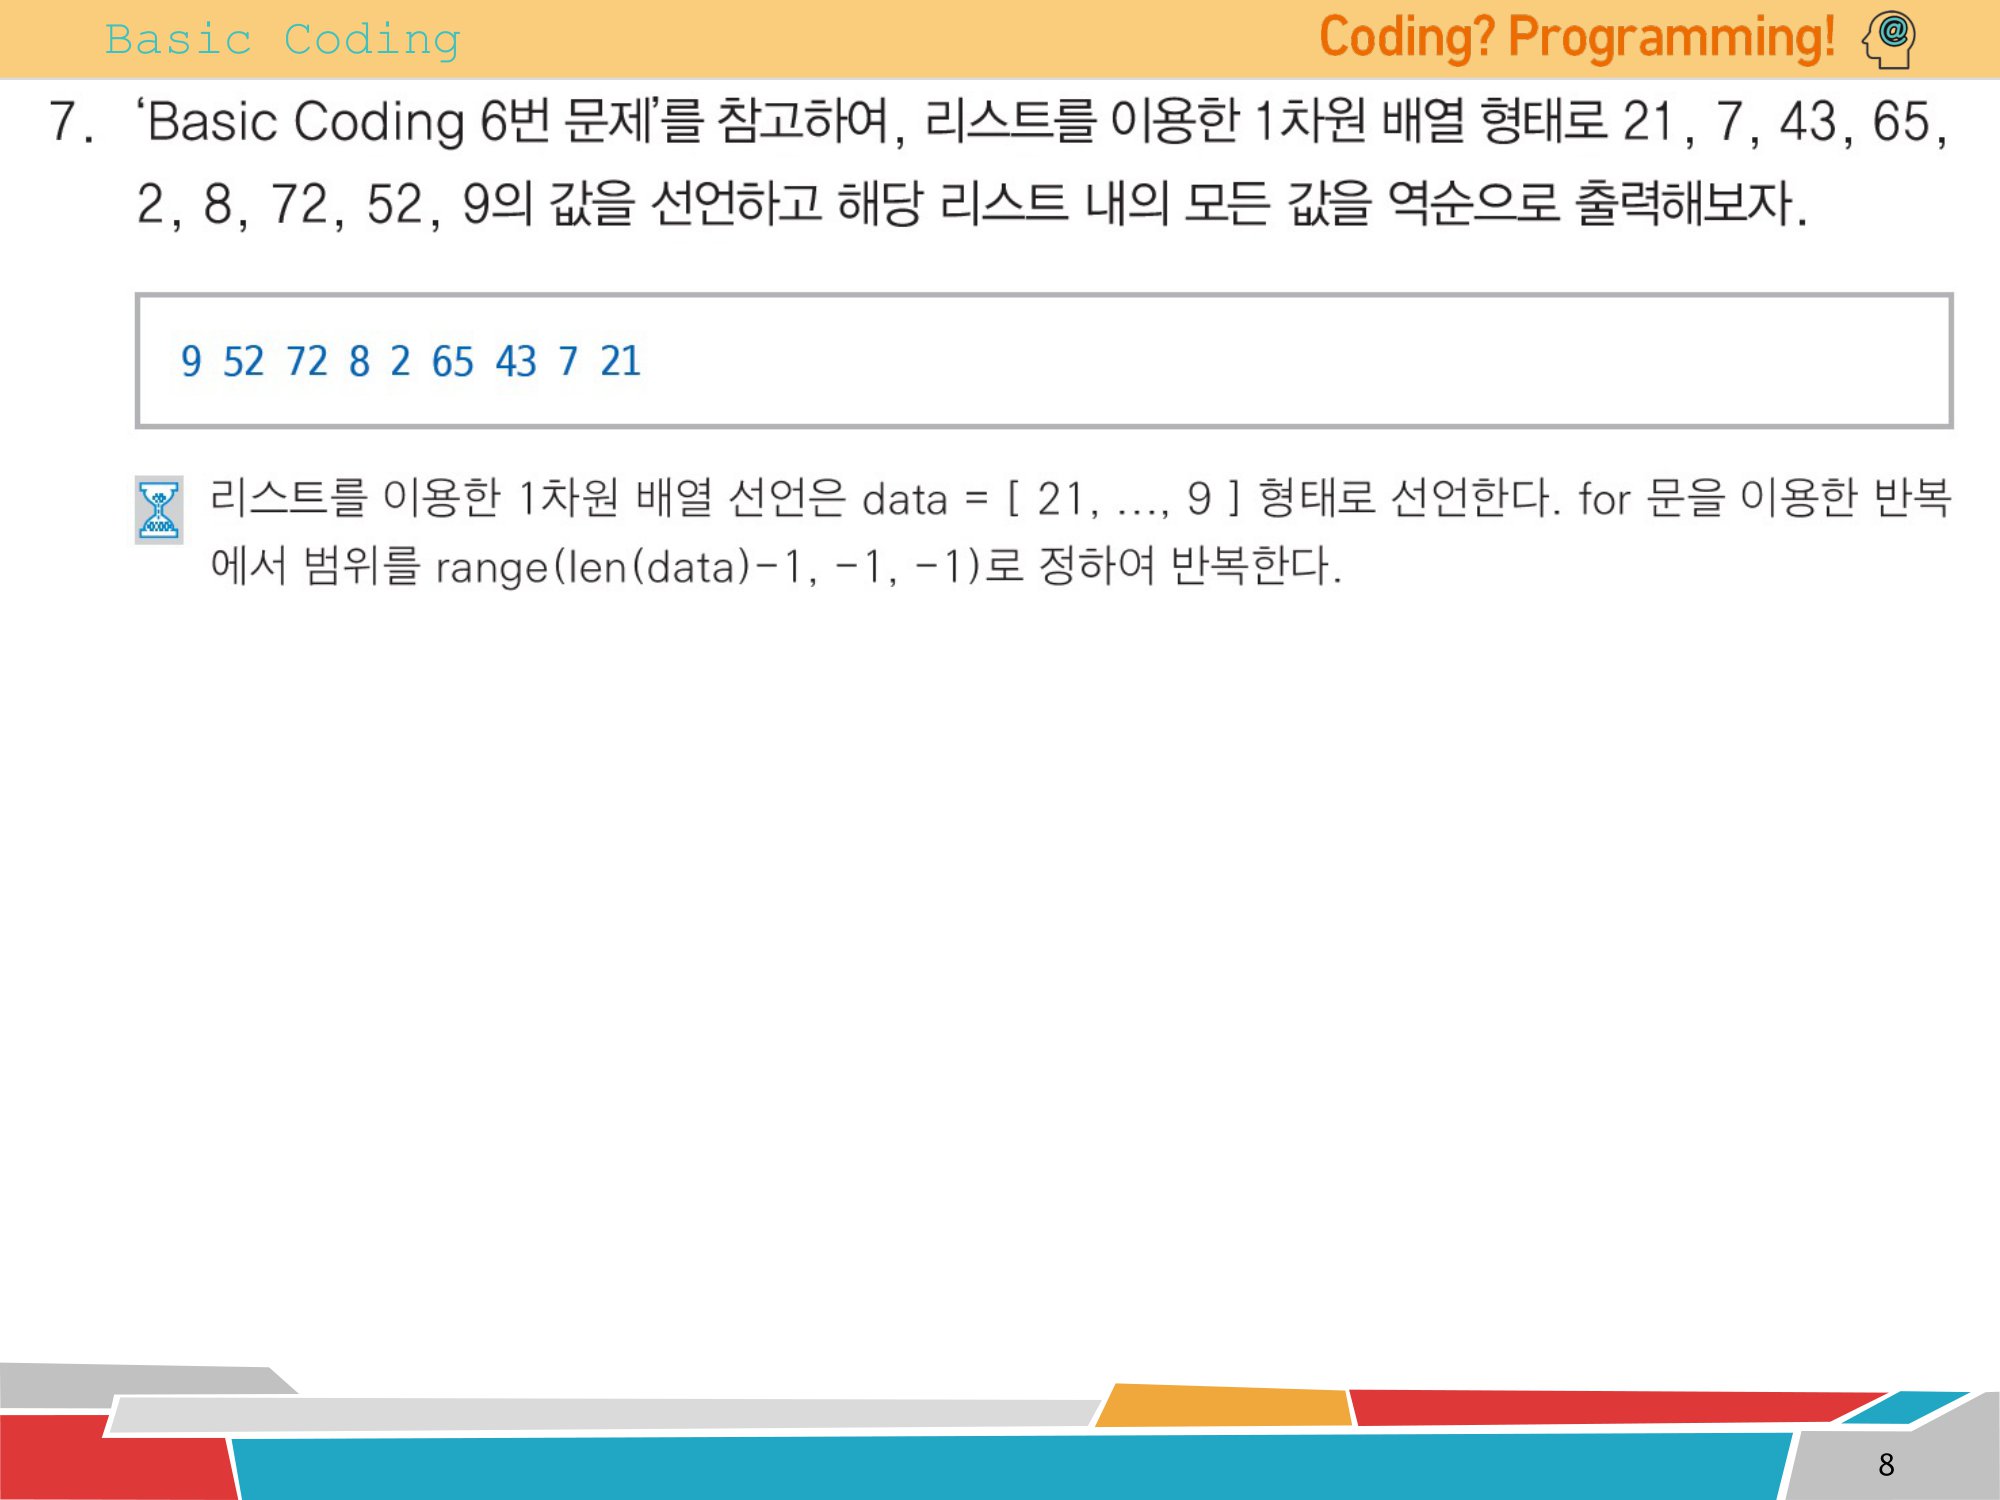 Basic Coding
Coding? Programming!
7. ‘Basic Coding 6번 문제’를 참고하여, 리스트를 이용한 1차원 배열 형태로 21, 7, 43, 65,
2, 8, 72, 52, 9의 값을 선언하고 해당 리스트 내의 모든 값을 역순으로 출력해보자.
9 52 72 8 2 65 43 7 21
리스트를 이용한 1차원 배열 선언은 data = [ 21, ..., 9 ] 형태로 선언한다. for 문을 이용한 반복
에서 범위를 range(len(data)-1, -1, -1)로 정하여 반복한다.
8